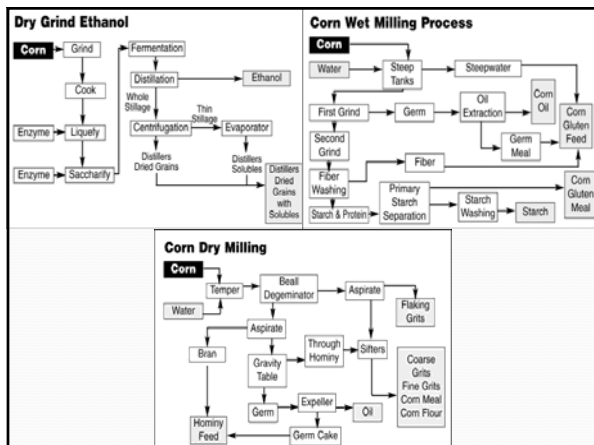 Dry Grind Ethanol
Corn
Grind
Cook
Enzyme
Liquefy
Enzyme
Saccharify
Fermentation
Distillation
Ethanol
Whole
Stillage
Thin
Stillage
Centrifugation
Evaporator
Distillers
Dried Grains
Distillers
Solubles
Distillers
Dried
Grains
with
Solubles
Corn Wet Milling Process
Corn
Water
Steep
Tanks
Steepwater
First Grind
Germ
Oil
Extraction
Corn
Oil
Corn
Gluten
Feed
Second
Grind
Germ
Meal
Fiber
Washing
Fiber
Starch & Protein
Primary
Starch
Separation
Starch
Washing
Starch
Corn
Gluten
Meal
Corn Dry Milling
Corn
Water
Temper
Beall
Degerminator
Aspirate
Flaking
Grits
Aspirate
Bran
Gravity
Table
Through
Hominy
Sifters
Coarse
Grits
Fine Grits
Corn Meal
Corn Flour
Germ
Expeller
Oil
Hominy
Feed
Germ Cake